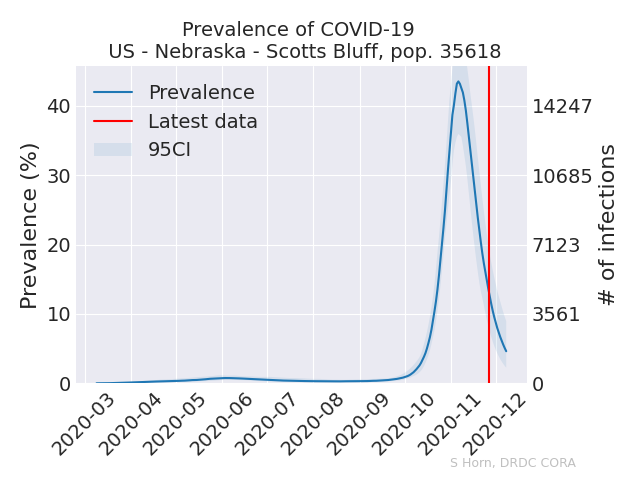 Prevalence of COVID-19
US - Nebraska - Scotts Bluff, pop. 35618
Prevalence
Latest data
95CI
Prevalence (%)
40
30
20
10
0
14247
10685
7123
3561
0
# of infections
2020-03
2020-04
2020-05
2020-06
2020-07
2020-08
2020-09
2020-10
2020-11
2020-12
S Horn, DRDC CORA